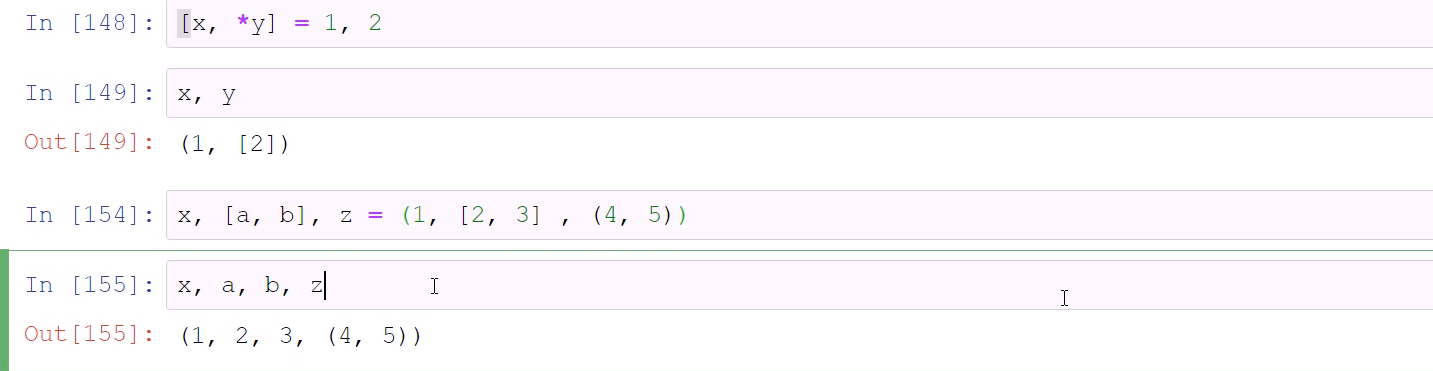 In [148]: [x, *y] = 1, 2
In [149]: x, y
Out[149]: (1, [2])
In [154]: x, [a, b], z = (1, [2, 3] , (4, 5))
In [155]: x, a, b, z
Out[155]: (1, 2, 3, (4, 5))